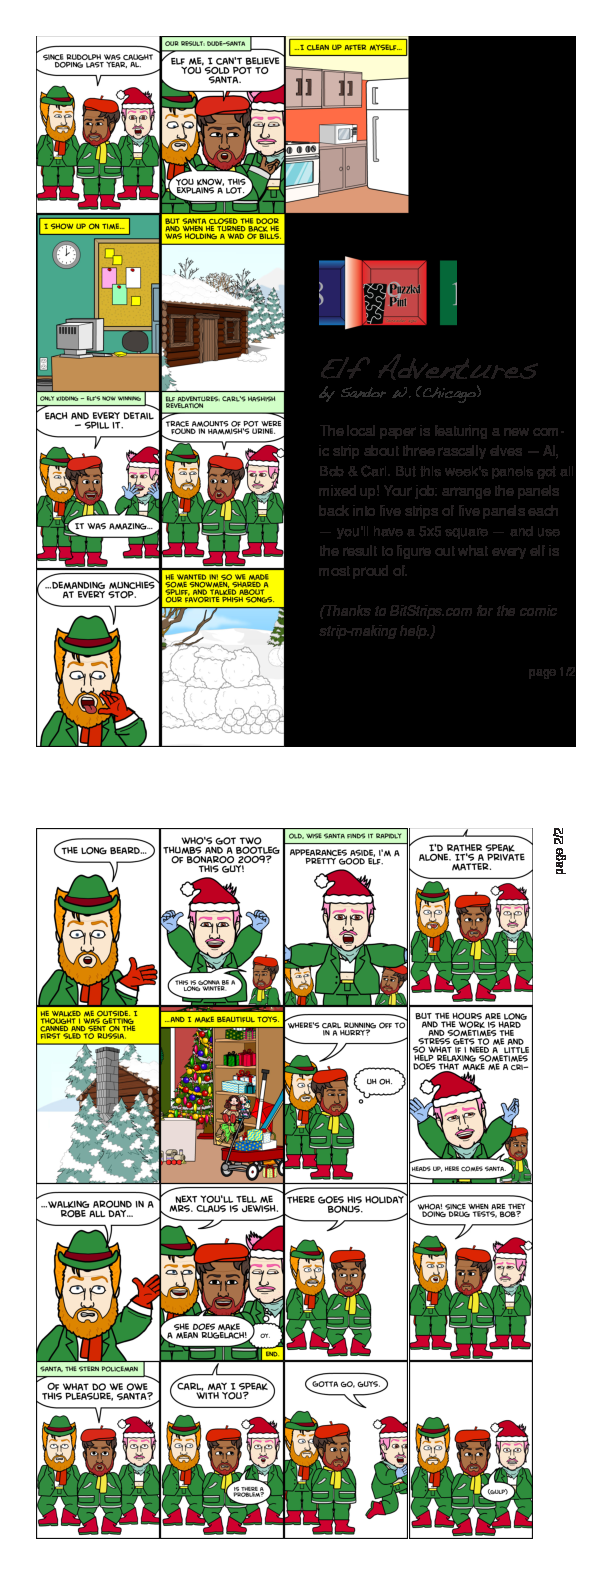 SINCE RUDOLPH WAS CAUGHT
DOPING LAST YEAR, AL.
OUR RESULT: DUDE-SANTA
ELF ME, I CAN'T BELIEVE
YOU SOLD POT TO
SANTA.
YOU KNOW, THIS
EXPLAINS A LOT.
...I CLEAN UP AFTER MYSELF...
I SHOW UP ON TIME...
BUT SANTA CLOSED THE DOOR
AND WHEN HE TURNED BACK HE
WAS HOLDING A WAD OF BILLS.
Puzzled
Pint
Elf Adventures
by Sandor W. (Chicago)
The local paper is featuring a new com-
ic strip about three rascally elves — Al,
Bob & Carl. But this week's panels got all
mixed up! Your job: arrange the panels
back into five strips of five panels each
— you'll have a 5x5 square — and use
the result to figure out what every elf is
most proud of.
(Thanks to BitStrips.com for the comic
strip-making help.)
page 1/2
ONLY KIDDING – ELF'S NOW WINNING
EACH AND EVERY DETAIL
– SPILL IT.
IT WAS AMAZING...
ELF ADVENTURES: CARL'S HASHISH
REVELATION
TRACE AMOUNTS OF POT WERE
FOUND IN HAMMISH'S URINE.
...DEMANDING MUNCHIES
AT EVERY STOP.
HE WANTED IN! SO WE MADE
SOME SNOWMEN, SHARED A
SPLIFF, AND TALKED ABOUT
OUR FAVORITE PHISH SONGS.
page 2/2
THE LONG BEARD...
WHO'S GOT TWO
THUMBS AND A BOOTLEG
OF BONAROO 2009?
THIS GUY!
THIS IS GONNA BE A
LONG WINTER.
OLD, WISE SANTA FINDS IT RAPIDLY
APPEARANCES ASIDE, I'M A
PRETTY GOOD ELF.
I'D RATHER SPEAK
ALONE. IT'S A PRIVATE
MATTER.
HE WALKED ME OUTSIDE. I
THOUGHT I WAS GETTING
CANNED AND SENT ON THE
FIRST SLED TO RUSSIA.
...AND I MAKE BEAUTIFUL TOYS.
WHERE'S CARL RUNNING OFF TO
IN A HURRY?
UH OH.
BUT THE HOURS ARE LONG
AND THE WORK IS HARD
AND SOMETIMES THE
STRESS GETS TO ME AND
SO WHAT IF I NEED A LITTLE
HELP RELAXING SOMETIMES
DOES THAT MAKE ME A CRI–
HEADS UP, HERE COMES SANTA.
...WALKING AROUND IN A
ROBE ALL DAY...
NEXT YOU'LL TELL ME
MRS. CLAUS IS JEWISH.
SHE DOES MAKE
A MEAN RUGELACH!
OY.
END.
THERE GOES HIS HOLIDAY
BONUS.
WHOA! SINCE WHEN ARE THEY
DOING DRUG TESTS, BOB?
SANTA, THE STERN POLICEMAN
OF WHAT DO WE OWE
THIS PLEASURE, SANTA?
CARL, MAY I SPEAK
WITH YOU?
IS THERE A
PROBLEM?
GOTTA GO, GUYS.
(GULP)